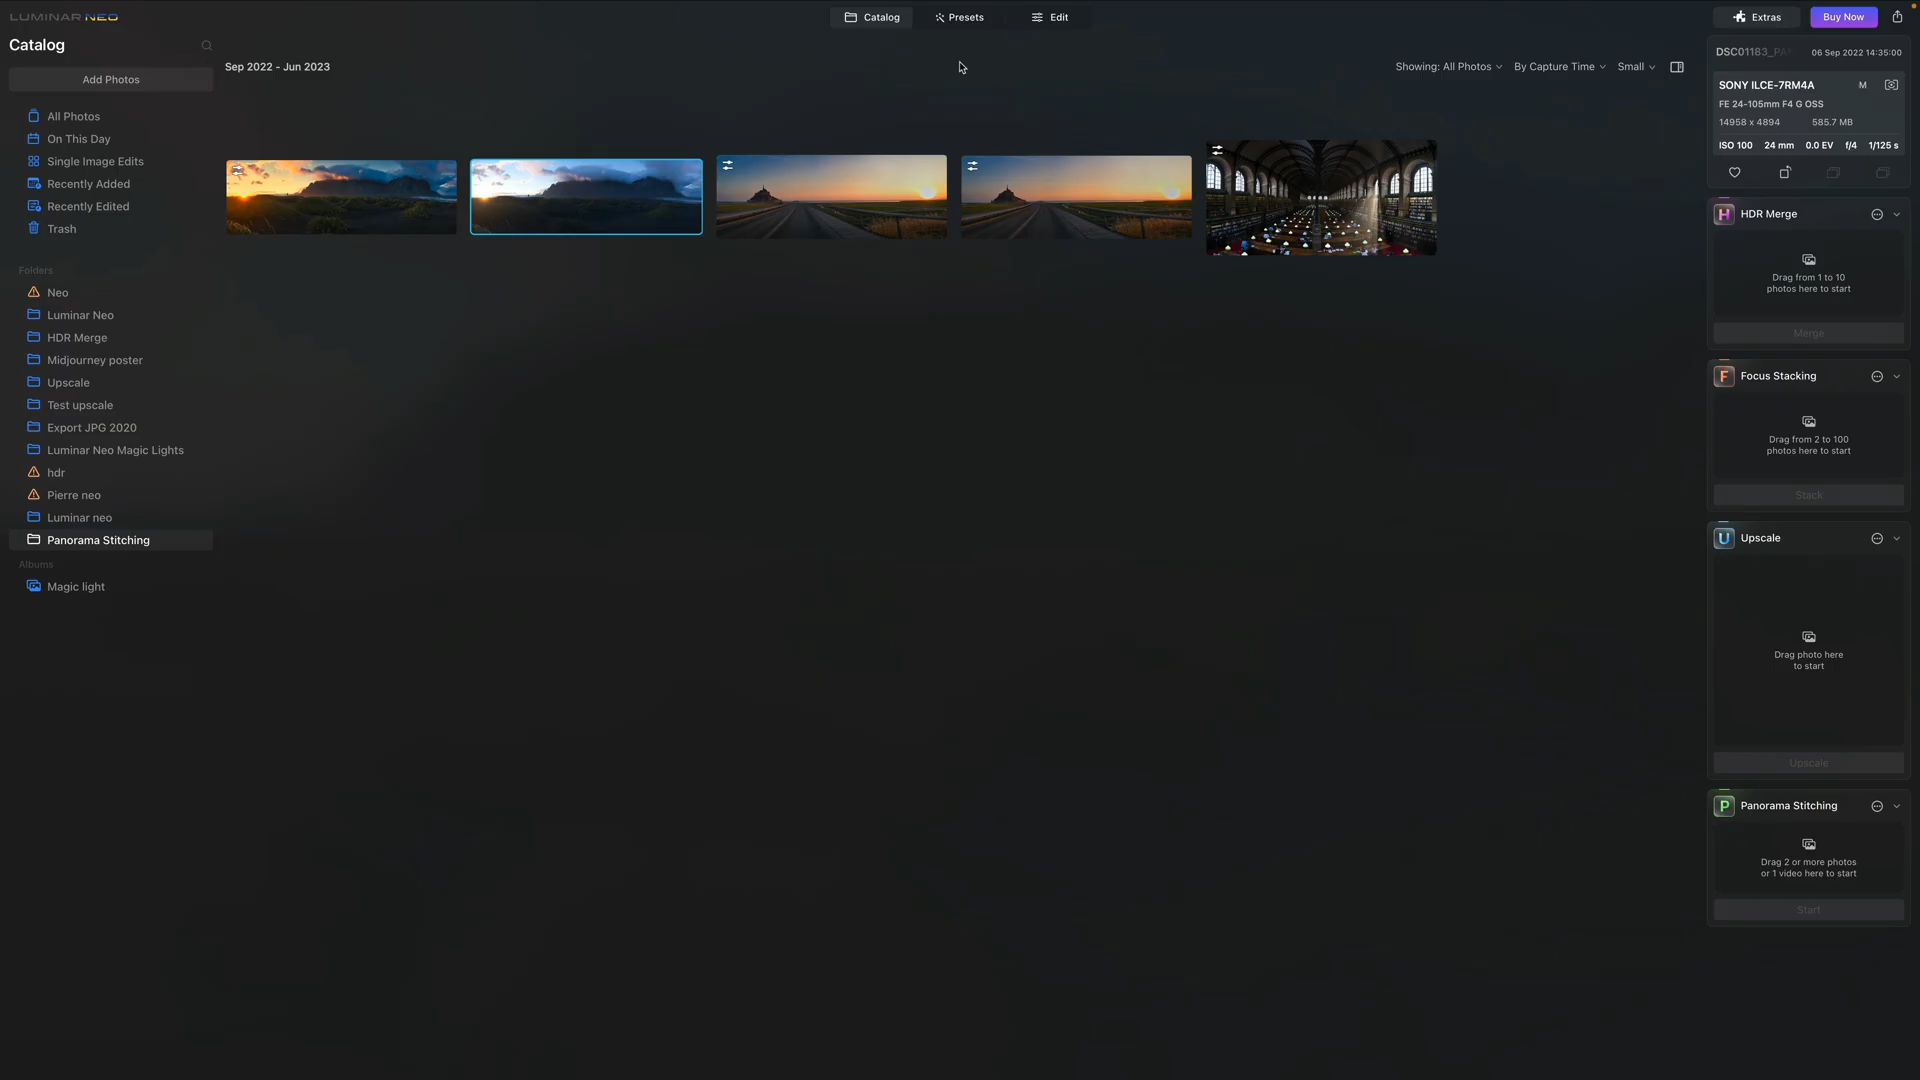 LUMINAR NEO
Catalog
Presets
Edit
Extras
Buy Now
Catalog
Add Photos
All Photos
On This Day
Single Image Edits
Recently Added
Recently Edited
Trash
Folders
Neo
Luminar Neo
HDR Merge
Midjourney poster
Upscale
Test upscale
Export JPG 2020
Luminar Neo Magic Lights
hdr
Pierre neo
Luminar neo
Panorama Stitching
Albums
Magic light
Sep 2022 - Jun 2023
Showing: All Photos
By Capture Time
Small
DSC01183_PA
06 Sep 2022 14:35:00
SONY ILCE-7RM4A
M
FE 24-105mm F4 G OSS
14958 x 4894 585.7 MB
ISO 100 24 mm 0.0 EV f/4 1/125 s
H HDR Merge
Drag from 1 to 10
photos here to start
Merge
F Focus Stacking
Drag from 2 to 100
photos here to start
Stack
U Upscale
Drag photo here
to start
Upscale
P Panorama Stitching
Drag 2 or more photos
or 1 video here to start
Start